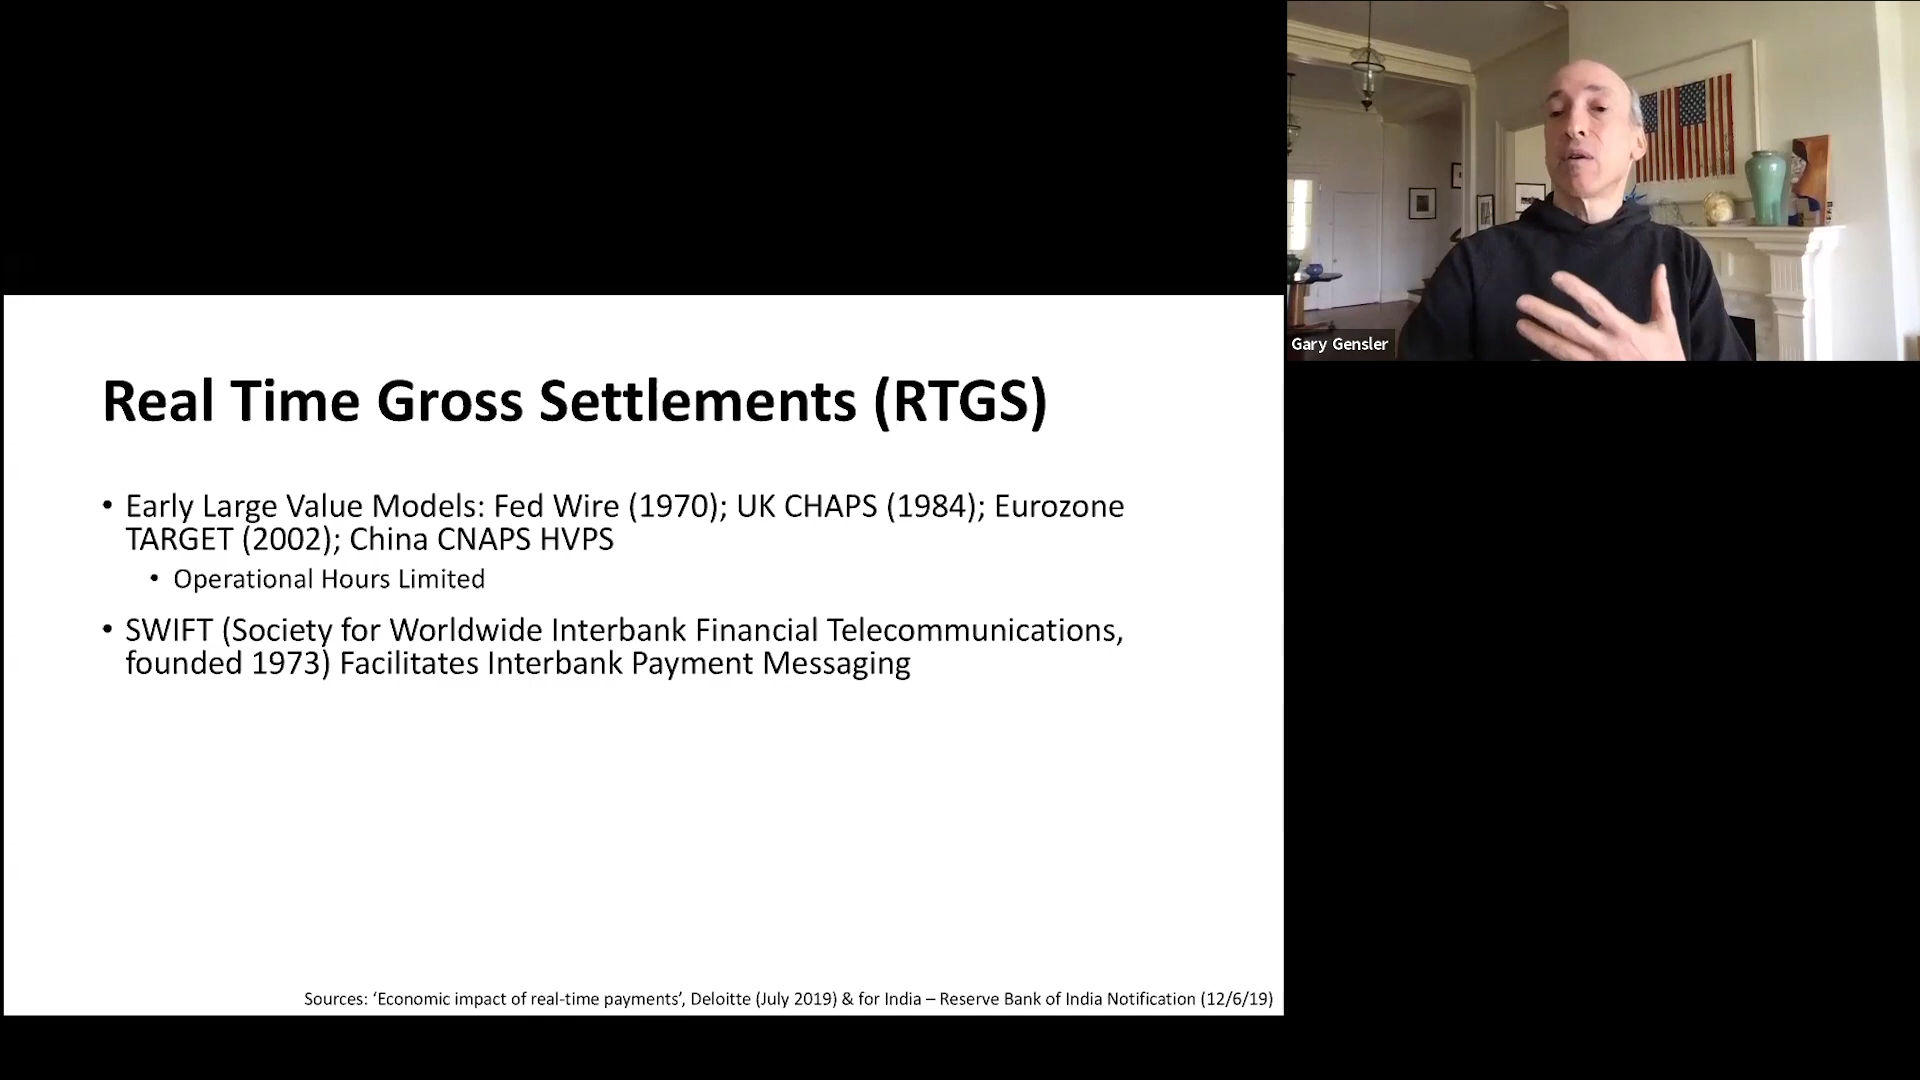 Gary Gensler
Real Time Gross Settlements (RTGS)
• Early Large Value Models: Fed Wire (1970); UK CHAPS (1984); Eurozone
TARGET (2002); China CNAPS HVPS
• Operational Hours Limited
• SWIFT (Society for Worldwide Interbank Financial Telecommunications,
founded 1973) Facilitates Interbank Payment Messaging
Sources: ‘Economic impact of real-time payments’, Deloitte (July 2019) & for India – Reserve Bank of India Notification (12/6/19)